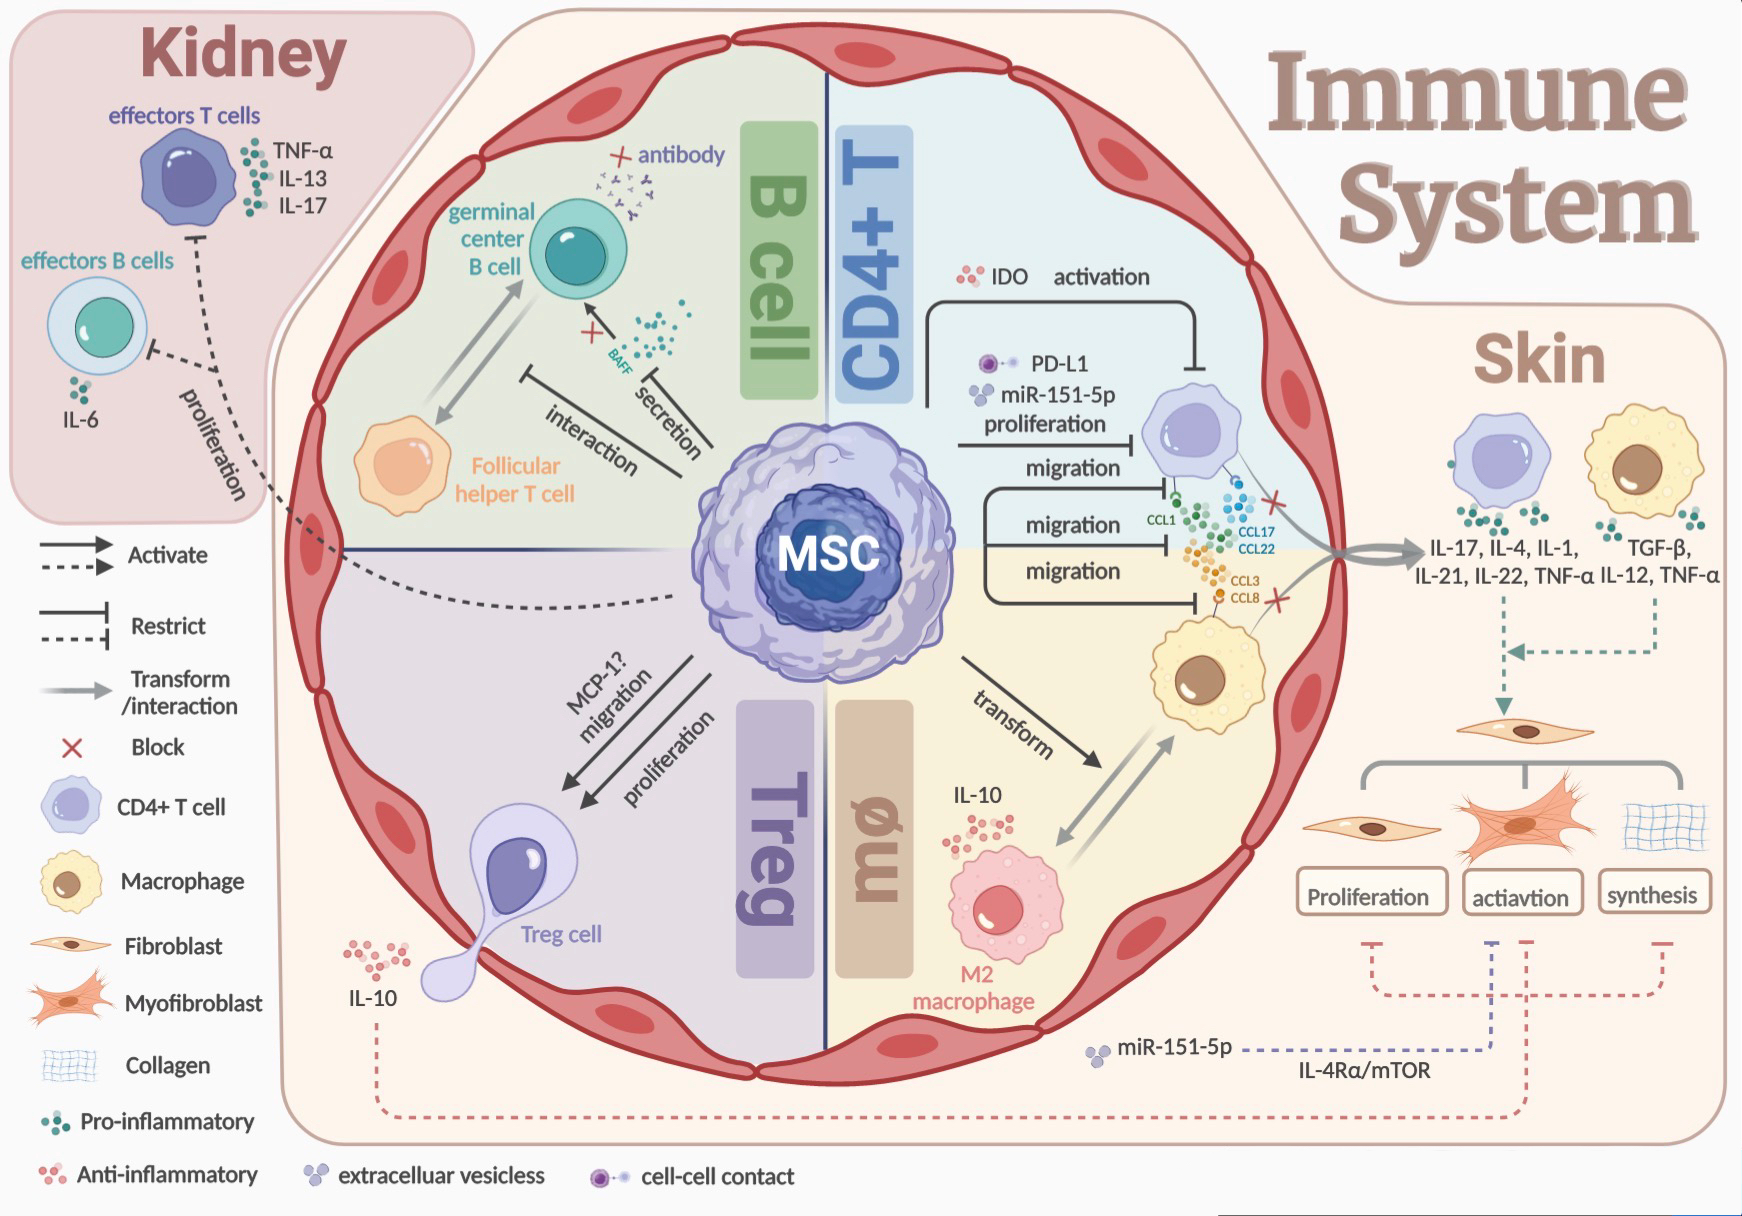 Kidney
effectors T cells
TNF-α
IL-13
IL-17
effectors B cells
IL-6
proliferation
Immune
System
B cell
antibody
germinal
center
B cell
BAFF
secretion
interaction
Follicular
helper T cell
CD4+ T
IDO activation
PD-L1
miR-151-5p
proliferation
migration
migration
migration
CCL1
CCL17
CCL22
CCL3
CCL8
MSC
MCP-1?
migration
proliferation
Treg
Treg cell
IL-10
mø
transform
IL-10
M2
macrophage
Skin
IL-17, IL-4, IL-1,
IL-21, IL-22, TNF-α
TGF-β,
IL-12, TNF-α
Proliferation
actiavtion
synthesis
miR-151-5p
IL-4Rα/mTOR
Activate
Restrict
Transform
/interaction
Block
CD4+ T cell
Macrophage
Fibroblast
Myofibroblast
Collagen
Pro-inflammatory
Anti-inflammatory
extracelluar vesicless
cell-cell contact